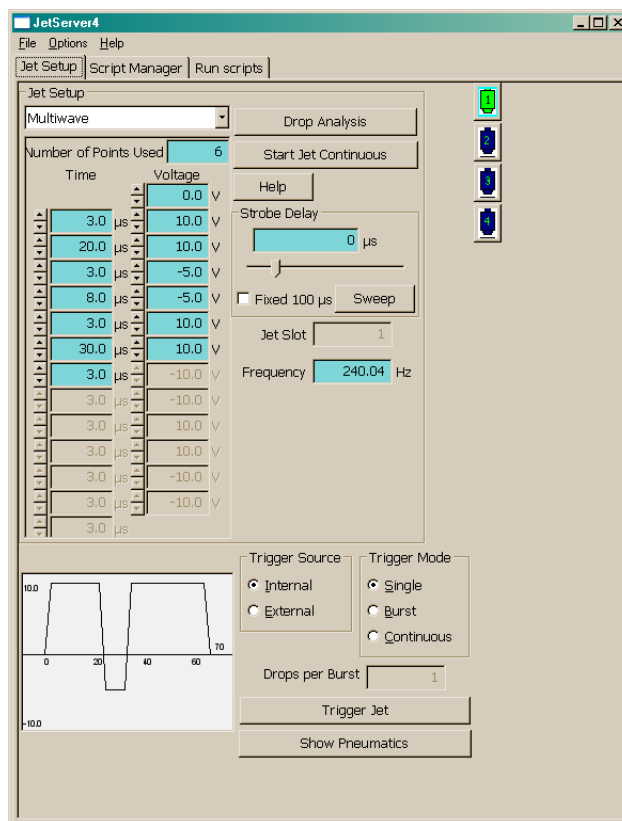 JetServer4
File Options Help
Jet Setup Script Manager Run scripts
Jet Setup
Multiwave
Drop Analysis
Number of Points Used 6
Start Jet Continuous
Time Voltage
Help
0.0 V
Strobe Delay
3.0 µs 10.0 V
0 µs
20.0 µs 10.0 V
3.0 µs -5.0 V
8.0 µs -5.0 V
Fixed 100 µs Sweep
3.0 µs 10.0 V
Jet Slot 1
30.0 µs 10.0 V
Frequency 240.04 Hz
3.0 µs -10.0 V
3.0 µs -10.0 V
3.0 µs 10.0 V
3.0 µs 10.0 V
3.0 µs -10.0 V
3.0 µs -10.0 V
3.0 µs
1
2
3
4
Trigger Source
Internal
External
Trigger Mode
Single
Burst
Continuous
Drops per Burst 1
Trigger Jet
Show Pneumatics
10.0
70
0 20 40 60
-10.0